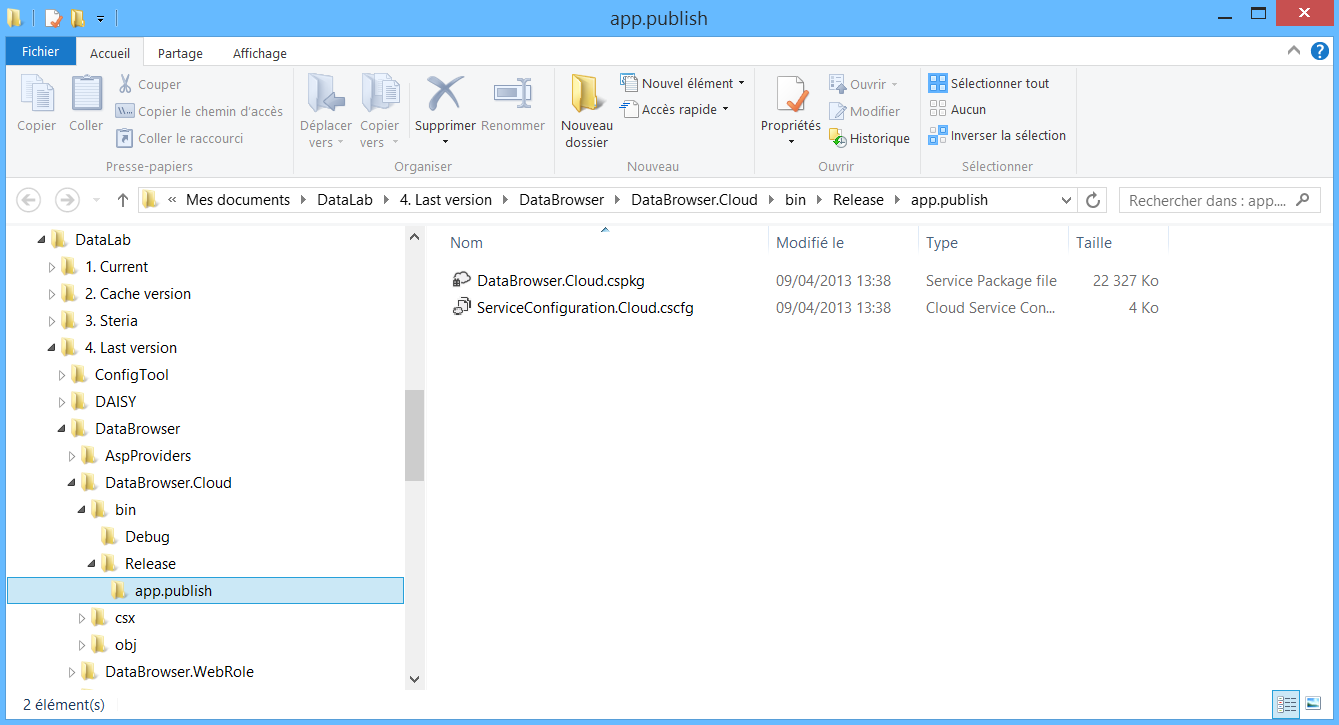 app.publish
Fichier Accueil Partage Affichage
Copier
Coller
Couper
Copier le chemin d'accès
Coller le raccourci
Presse-papiers
Déplacer vers
Copier vers
Supprimer
Renommer
Organiser
Nouveau dossier
Nouvel élément
Accès rapide
Nouveau
Propriétés
Ouvrir
Modifier
Historique
Ouvrir
Sélectionner tout
Aucun
Inverser la sélection
Sélectionner
« Mes documents DataLab 4. Last version DataBrowser DataBrowser.Cloud bin Release app.publish
Rechercher dans : app....
DataLab
1. Current
2. Cache version
3. Steria
4. Last version
ConfigTool
DAISY
DataBrowser
AspProviders
DataBrowser.Cloud
bin
Debug
Release
app.publish
csx
obj
DataBrowser.WebRole
Nom Modifié le Type Taille
DataBrowser.Cloud.cspkg 09/04/2013 13:38 Service Package file 22 327 Ko
ServiceConfiguration.Cloud.cscfg 09/04/2013 13:38 Cloud Service Con... 4 Ko
2 élément(s)